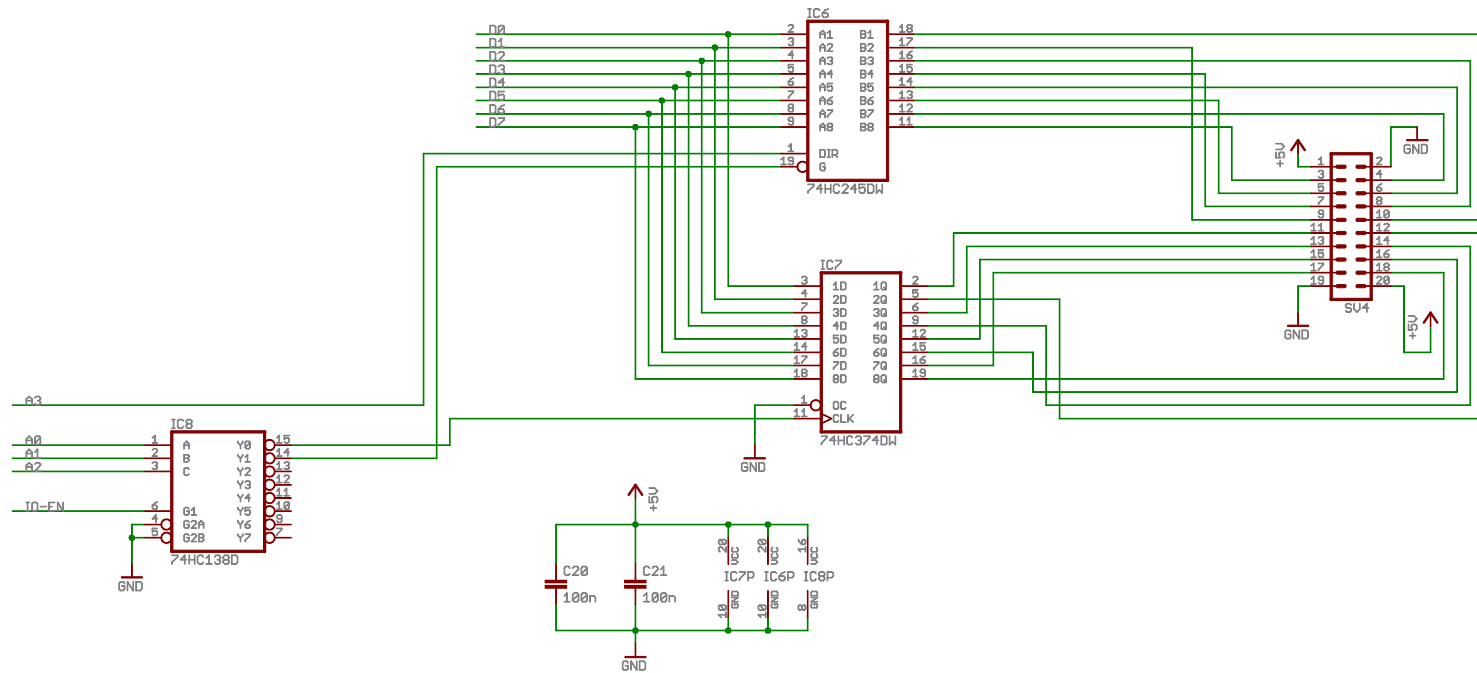 IC6
D0 2 A1 B1 18
D1 3 A2 B2 17
D2 4 A3 B3 16
D3 5 A4 B4 15
D4 6 A5 B5 14
D5 7 A6 B6 13
D6 8 A7 B7 12
D7 9 A8 B8 11
1 DIR
19 G
74HC245DW
+5V
GND
1 2
3 4
5 6
7 8
9 10
11 12
13 14
15 16
17 18
19 20
SV4
GND
+5V
IC7
3 1D 1Q 2
4 2D 2Q 5
7 3D 3Q 6
8 4D 4Q 9
13 5D 5Q 12
14 6D 6Q 15
17 7D 7Q 16
18 8D 8Q 19
1 OC
11 CLK
74HC374DW
GND
A3
IC8
A0 1 A Y0 15
A1 2 B Y1 14
A2 3 C Y2 13
Y3 12
Y4 11
IO-EN 6 G1 Y5 10
4 G2A Y6 9
5 G2B Y7 7
74HC138D
GND
+5V
C20
100n
C21
100n
20 VCC
IC7P
10 GND
20 VCC
IC6P
10 GND
16 VCC
IC8P
8 GND
GND